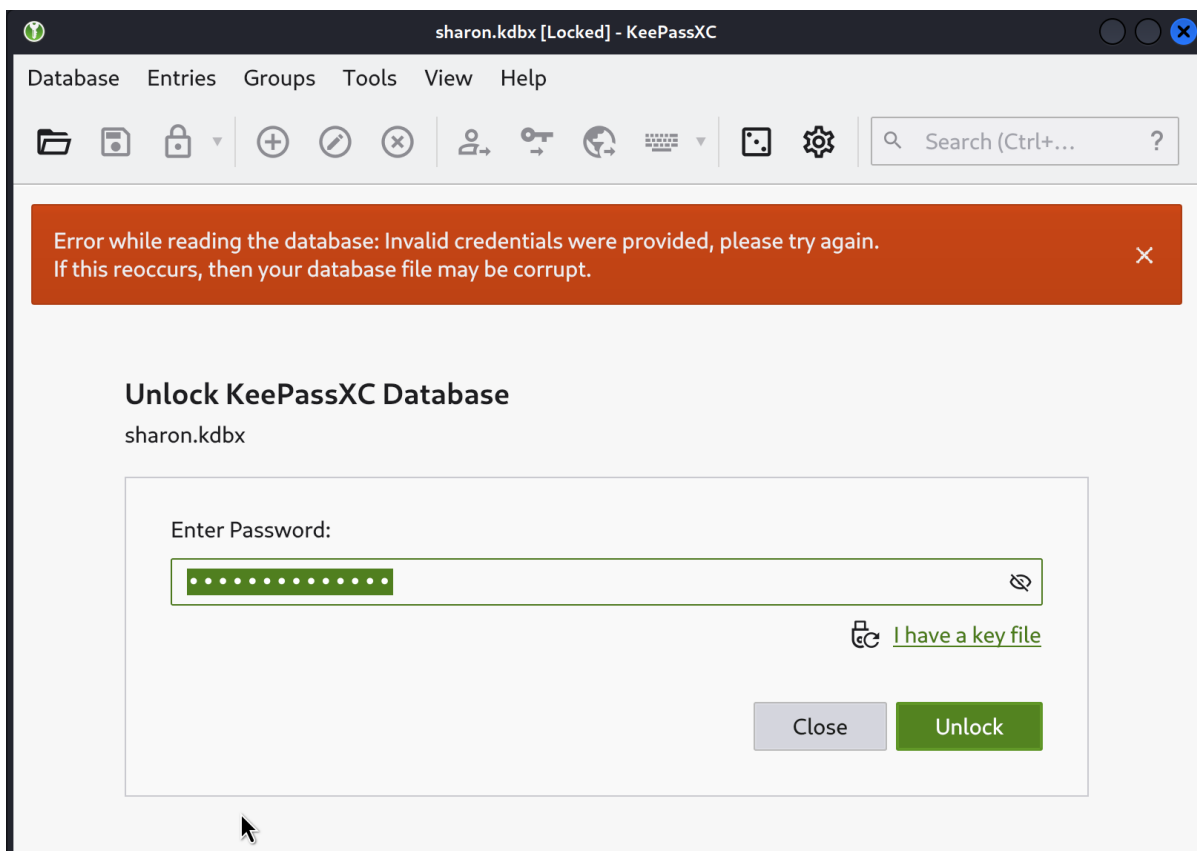 sharon.kdbx [Locked] - KeePassXC
Database Entries Groups Tools View Help
Search (Ctrl+... ?
Error while reading the database: Invalid credentials were provided, please try again.
If this reoccurs, then your database file may be corrupt.
Unlock KeePassXC Database
sharon.kdbx
Enter Password:
I have a key file
Close Unlock